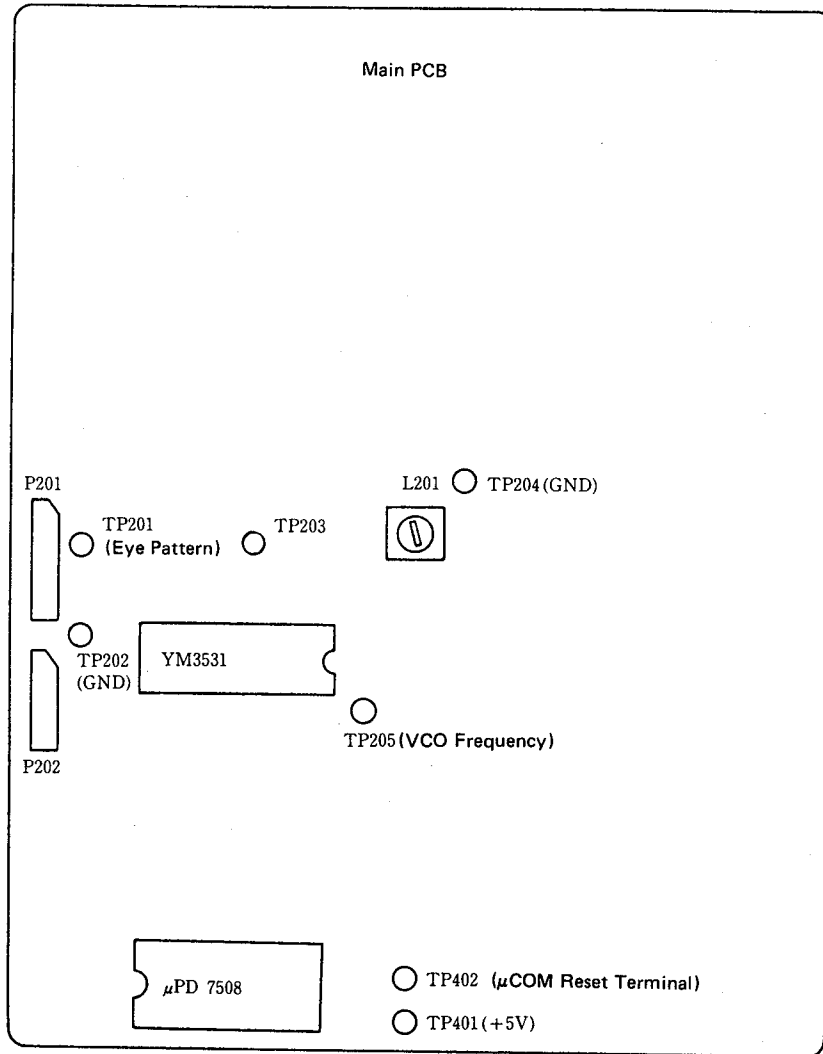 Main PCB
P201
L201
TP204 (GND)
TP201
(Eye Pattern)
TP203
TP202
(GND)
YM3531
P202
TP205 (VCO Frequency)
μPD 7508
TP402 (μCOM Reset Terminal)
TP401 (+5V)